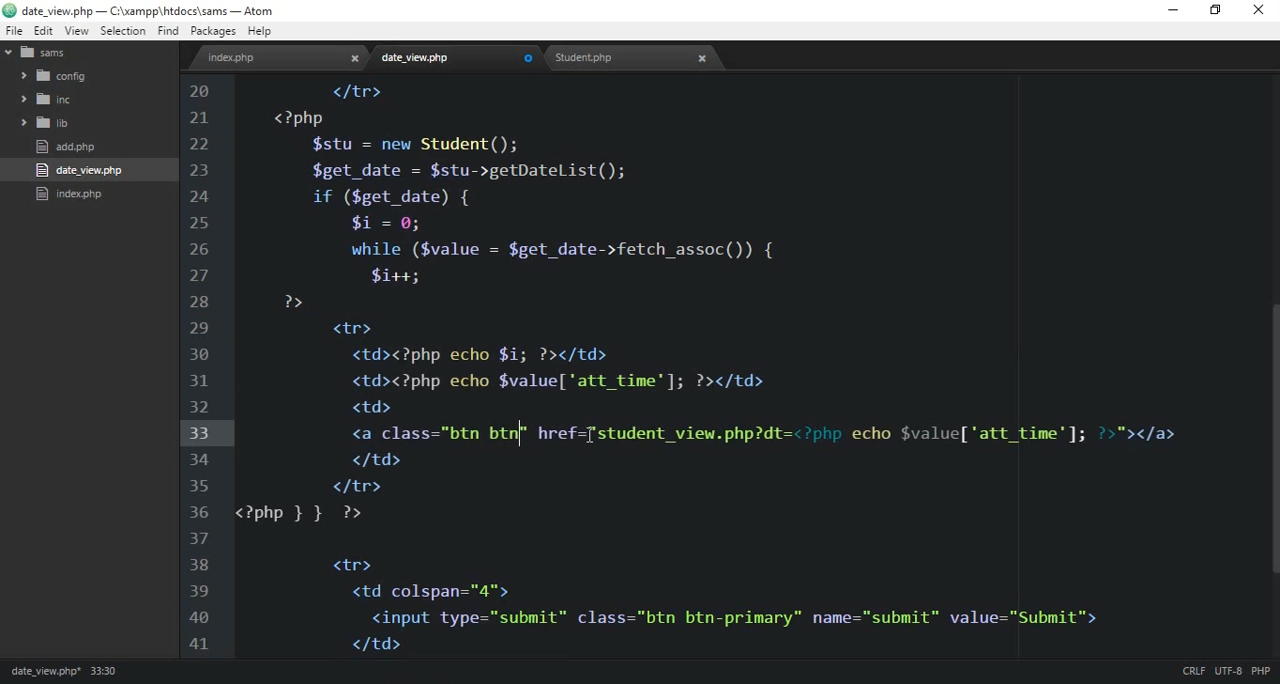 date_view.php — C:\xampp\htdocs\sams — Atom
File Edit View Selection Find Packages Help
sams
config
inc
lib
add.php
date_view.php
index.php
index.php date_view.php Student.php
20 </tr>
21 <?php
22 $stu = new Student();
23 $get_date = $stu->getDateList();
24 if ($get_date) {
25 $i = 0;
26 while ($value = $get_date->fetch_assoc()) {
27 $i++;
28 ?>
29 <tr>
30 <td><?php echo $i; ?></td>
31 <td><?php echo $value['att_time']; ?></td>
32 <td>
33 <a class="btn btn" href="student_view.php?dt=<?php echo $value['att_time']; ?>"></a>
34 </td>
35 </tr>
36 <?php } } ?>
37
38 <tr>
39 <td colspan="4">
40 <input type="submit" class="btn btn-primary" name="submit" value="Submit">
41 </td>
date_view.php* 33:30 CRLF UTF-8 PHP